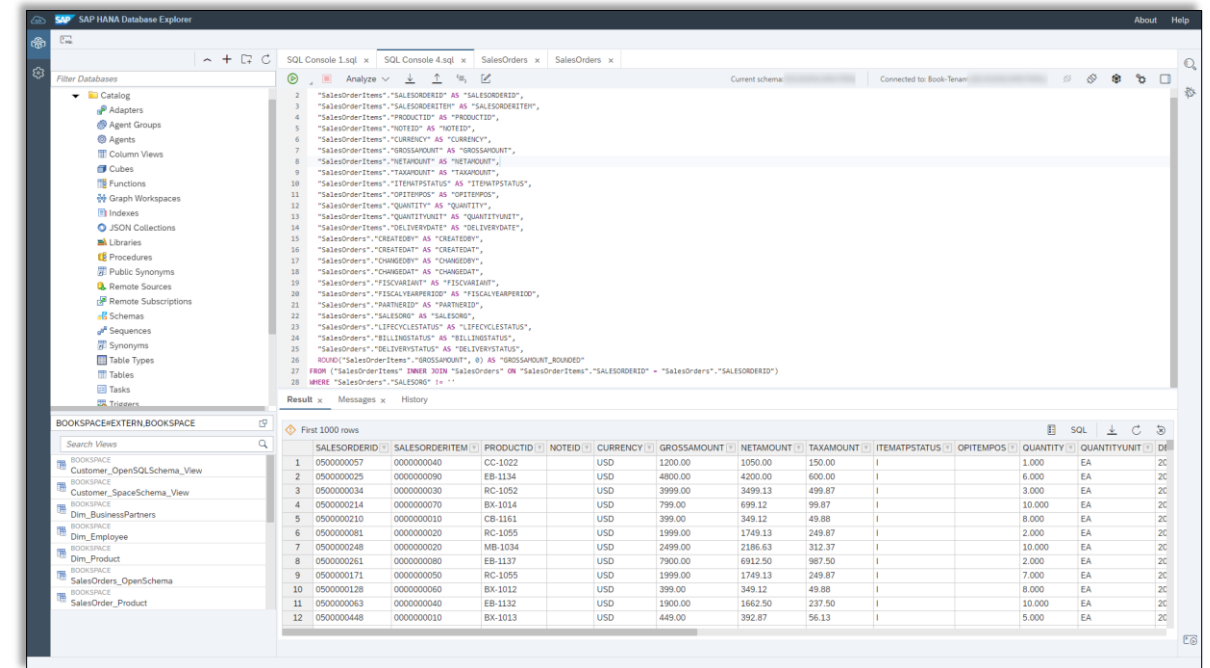 SAP SAP HANA Database Explorer
About Help
SQL Console 1.sql x SQL Console 4.sql x SalesOrders x SalesOrders x
Filter Databases
Analyze
Current schema:
Connected to: Book-Tenan
Catalog
Adapters
Agent Groups
Agents
Column Views
Cubes
Functions
Graph Workspaces
Indexes
JSON Collections
Libraries
Procedures
Public Synonyms
Remote Sources
Remote Subscriptions
Schemas
Sequences
Synonyms
Table Types
Tables
Tasks
Triggers
2 "SalesOrderItems"."SALESORDERID" AS "SALESORDERID",
3 "SalesOrderItems"."SALESORDERITEM" AS "SALESORDERITEM",
4 "SalesOrderItems"."PRODUCTID" AS "PRODUCTID",
5 "SalesOrderItems"."NOTEID" AS "NOTEID",
6 "SalesOrderItems"."CURRENCY" AS "CURRENCY",
7 "SalesOrderItems"."GROSSAMOUNT" AS "GROSSAMOUNT",
8 "SalesOrderItems"."NETAMOUNT" AS "NETAMOUNT",
9 "SalesOrderItems"."TAXAMOUNT" AS "TAXAMOUNT",
10 "SalesOrderItems"."ITEMATPSTATUS" AS "ITEMATPSTATUS",
11 "SalesOrderItems"."OPITEMPOS" AS "OPITEMPOS",
12 "SalesOrderItems"."QUANTITY" AS "QUANTITY",
13 "SalesOrderItems"."QUANTITYUNIT" AS "QUANTITYUNIT",
14 "SalesOrderItems"."DELIVERYDATE" AS "DELIVERYDATE",
15 "SalesOrders"."CREATEDBY" AS "CREATEDBY",
16 "SalesOrders"."CREATEDAT" AS "CREATEDAT",
17 "SalesOrders"."CHANGEDBY" AS "CHANGEDBY",
18 "SalesOrders"."CHANGEDAT" AS "CHANGEDAT",
19 "SalesOrders"."FISCVARIANT" AS "FISCVARIANT",
20 "SalesOrders"."FISCALYEARPERIOD" AS "FISCALYEARPERIOD",
21 "SalesOrders"."PARTNERID" AS "PARTNERID",
22 "SalesOrders"."SALESORG" AS "SALESORG",
23 "SalesOrders"."LIFECYCLESTATUS" AS "LIFECYCLESTATUS",
24 "SalesOrders"."BILLINGSTATUS" AS "BILLINGSTATUS",
25 "SalesOrders"."DELIVERYSTATUS" AS "DELIVERYSTATUS",
26 ROUND("SalesOrderItems"."GROSSAMOUNT", 0) AS "GROSSAMOUNT_ROUNDED"
27 FROM ("SalesOrderItems" INNER JOIN "SalesOrders" ON "SalesOrderItems"."SALESORDERID" = "SalesOrders"."SALESORDERID")
28 WHERE "SalesOrders"."SALESORG" != ''
Result x Messages x History
BOOKSPACE#EXTERN,BOOKSPACE
Search Views
BOOKSPACE
Customer_OpenSQLSchema_View
BOOKSPACE
Customer_SpaceSchema_View
BOOKSPACE
Dim_BusinessPartners
BOOKSPACE
Dim_Employee
BOOKSPACE
Dim_Product
BOOKSPACE
SalesOrders_OpenSchema
BOOKSPACE
SalesOrder_Product
First 1000 rows
SQL
SALESORDERID SALESORDERITEM PRODUCTID NOTEID CURRENCY GROSSAMOUNT NETAMOUNT TAXAMOUNT ITEMATPSTATUS OPITEMPOS QUANTITY QUANTITYUNIT DE
1 0500000057 0000000040 CC-1022 USD 1200.00 1050.00 150.00 I 1.000 EA 20
2 0500000025 0000000090 EB-1134 USD 4800.00 4200.00 600.00 I 6.000 EA 20
3 0500000034 0000000030 RC-1052 USD 3999.00 3499.13 499.87 I 3.000 EA 20
4 0500000214 0000000070 BX-1014 USD 799.00 699.12 99.87 I 10.000 EA 20
5 0500000210 0000000010 CB-1161 USD 399.00 349.12 49.88 I 8.000 EA 20
6 0500000081 0000000020 RC-1055 USD 1999.00 1749.13 249.87 I 2.000 EA 20
7 0500000248 0000000020 MB-1034 USD 2499.00 2186.63 312.37 I 10.000 EA 20
8 0500000261 0000000080 EB-1137 USD 7900.00 6912.50 987.50 I 2.000 EA 20
9 0500000171 0000000050 RC-1055 USD 1999.00 1749.13 249.87 I 7.000 EA 20
10 0500000128 0000000060 BX-1012 USD 399.00 349.12 49.88 I 8.000 EA 20
11 0500000063 0000000040 EB-1132 USD 1900.00 1662.50 237.50 I 10.000 EA 20
12 0500000448 0000000010 BX-1013 USD 449.00 392.87 56.13 I 5.000 EA 20